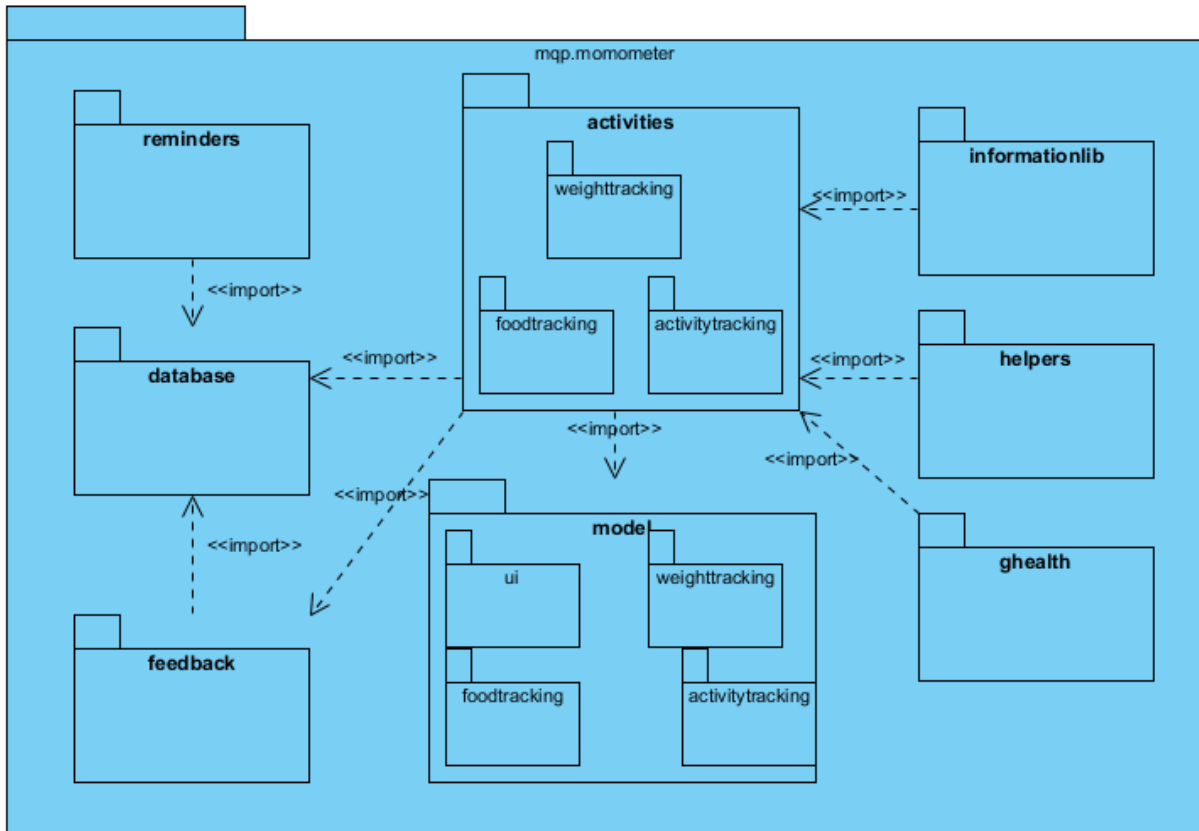 mqp.momometer
reminders
activities
informationlib
weighttracking
<<import>>
<<import>>
foodtracking
activitytracking
database
<<import>>
<<import>>
helpers
<<import>>
<<import>>
<<import>>
<<import>>
model
ui
weighttracking
ghealth
feedback
foodtracking
activitytracking